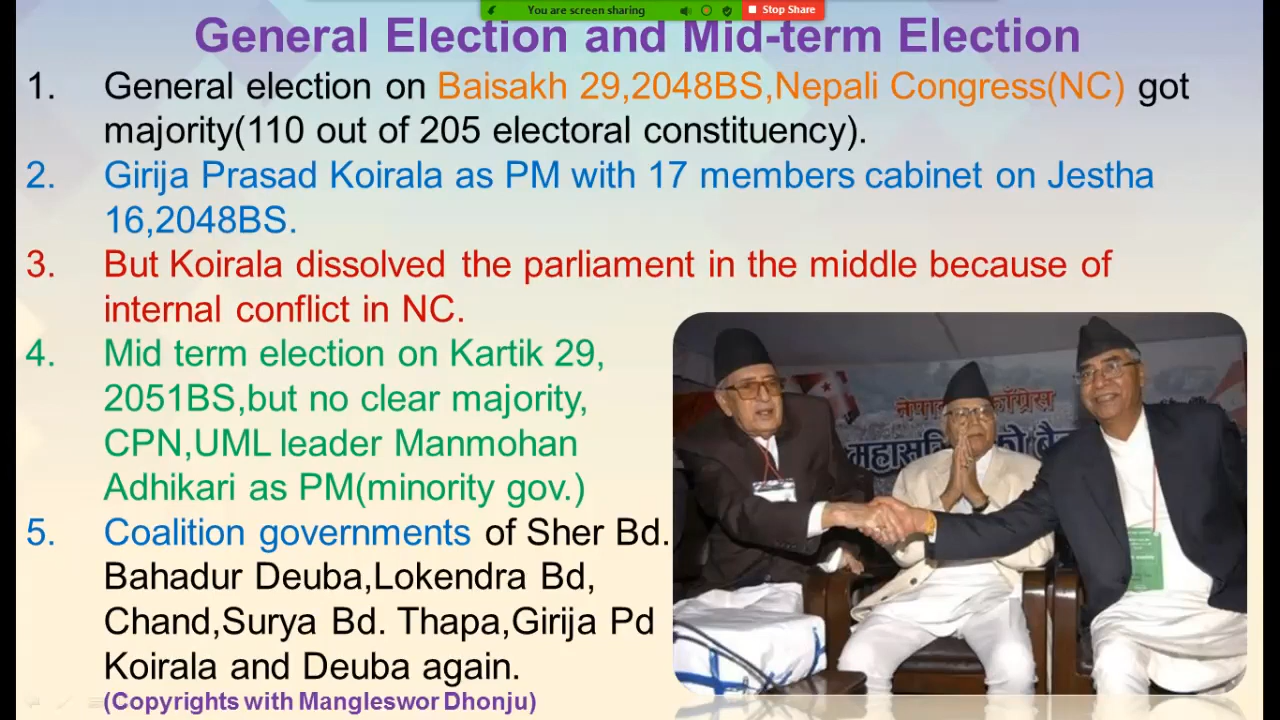 You are screen sharing
Stop Share
General Election and Mid-term Election
1. General election on Baisakh 29,2048BS,Nepali Congress(NC) got
majority(110 out of 205 electoral constituency).
2. Girija Prasad Koirala as PM with 17 members cabinet on Jestha
16,2048BS.
3. But Koirala dissolved the parliament in the middle because of
internal conflict in NC.
4. Mid term election on Kartik 29,
2051BS,but no clear majority,
CPN,UML leader Manmohan
Adhikari as PM(minority gov.)
5. Coalition governments of Sher Bd.
Bahadur Deuba,Lokendra Bd,
Chand,Surya Bd. Thapa,Girija Pd
Koirala and Deuba again.
(Copyrights with Mangleswor Dhonju)